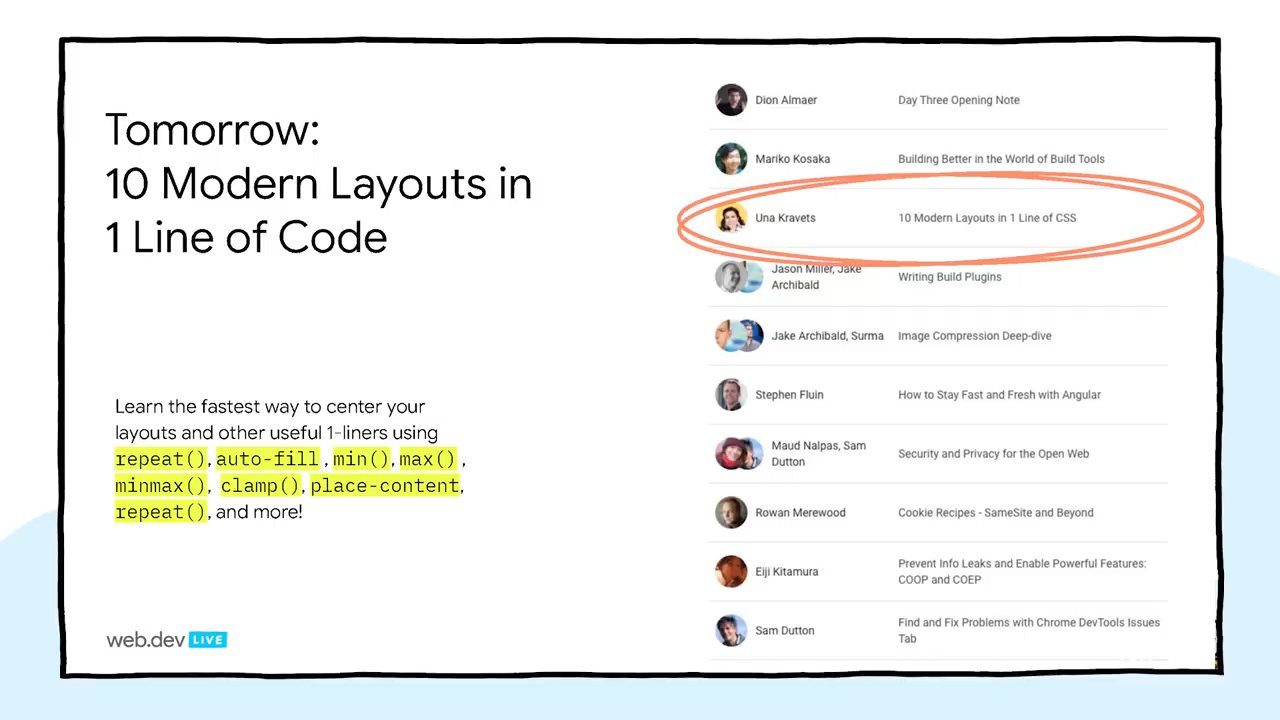 Tomorrow:
10 Modern Layouts in
1 Line of Code
Learn the fastest way to center your
layouts and other useful 1-liners using
repeat(), auto-fill , min(), max() ,
minmax(), clamp(), place-content,
repeat(), and more!
web.dev LIVE
Dion Almaer Day Three Opening Note
Mariko Kosaka Building Better in the World of Build Tools
Una Kravets 10 Modern Layouts in 1 Line of CSS
Jason Miller, Jake
Archibald
Writing Build Plugins
Jake Archibald, Surma Image Compression Deep-dive
Stephen Fluin How to Stay Fast and Fresh with Angular
Maud Nalpas, Sam
Dutton
Security and Privacy for the Open Web
Rowan Merewood Cookie Recipes - SameSite and Beyond
Eiji Kitamura
Prevent Info Leaks and Enable Powerful Features:
COOP and COEP
Sam Dutton
Find and Fix Problems with Chrome DevTools Issues
Tab